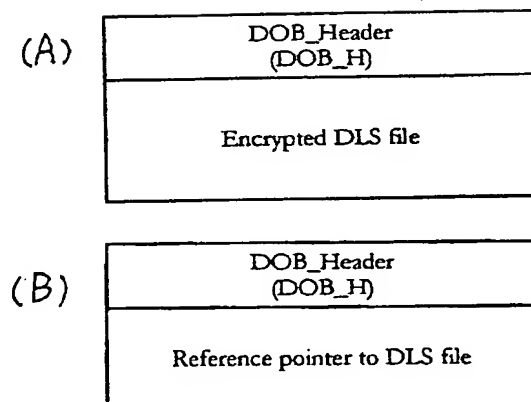 (A)
DOB_Header
(DOB_H)
Encrypted DLS file
(B)
DOB_Header
(DOB_H)
Reference pointer to DLS file